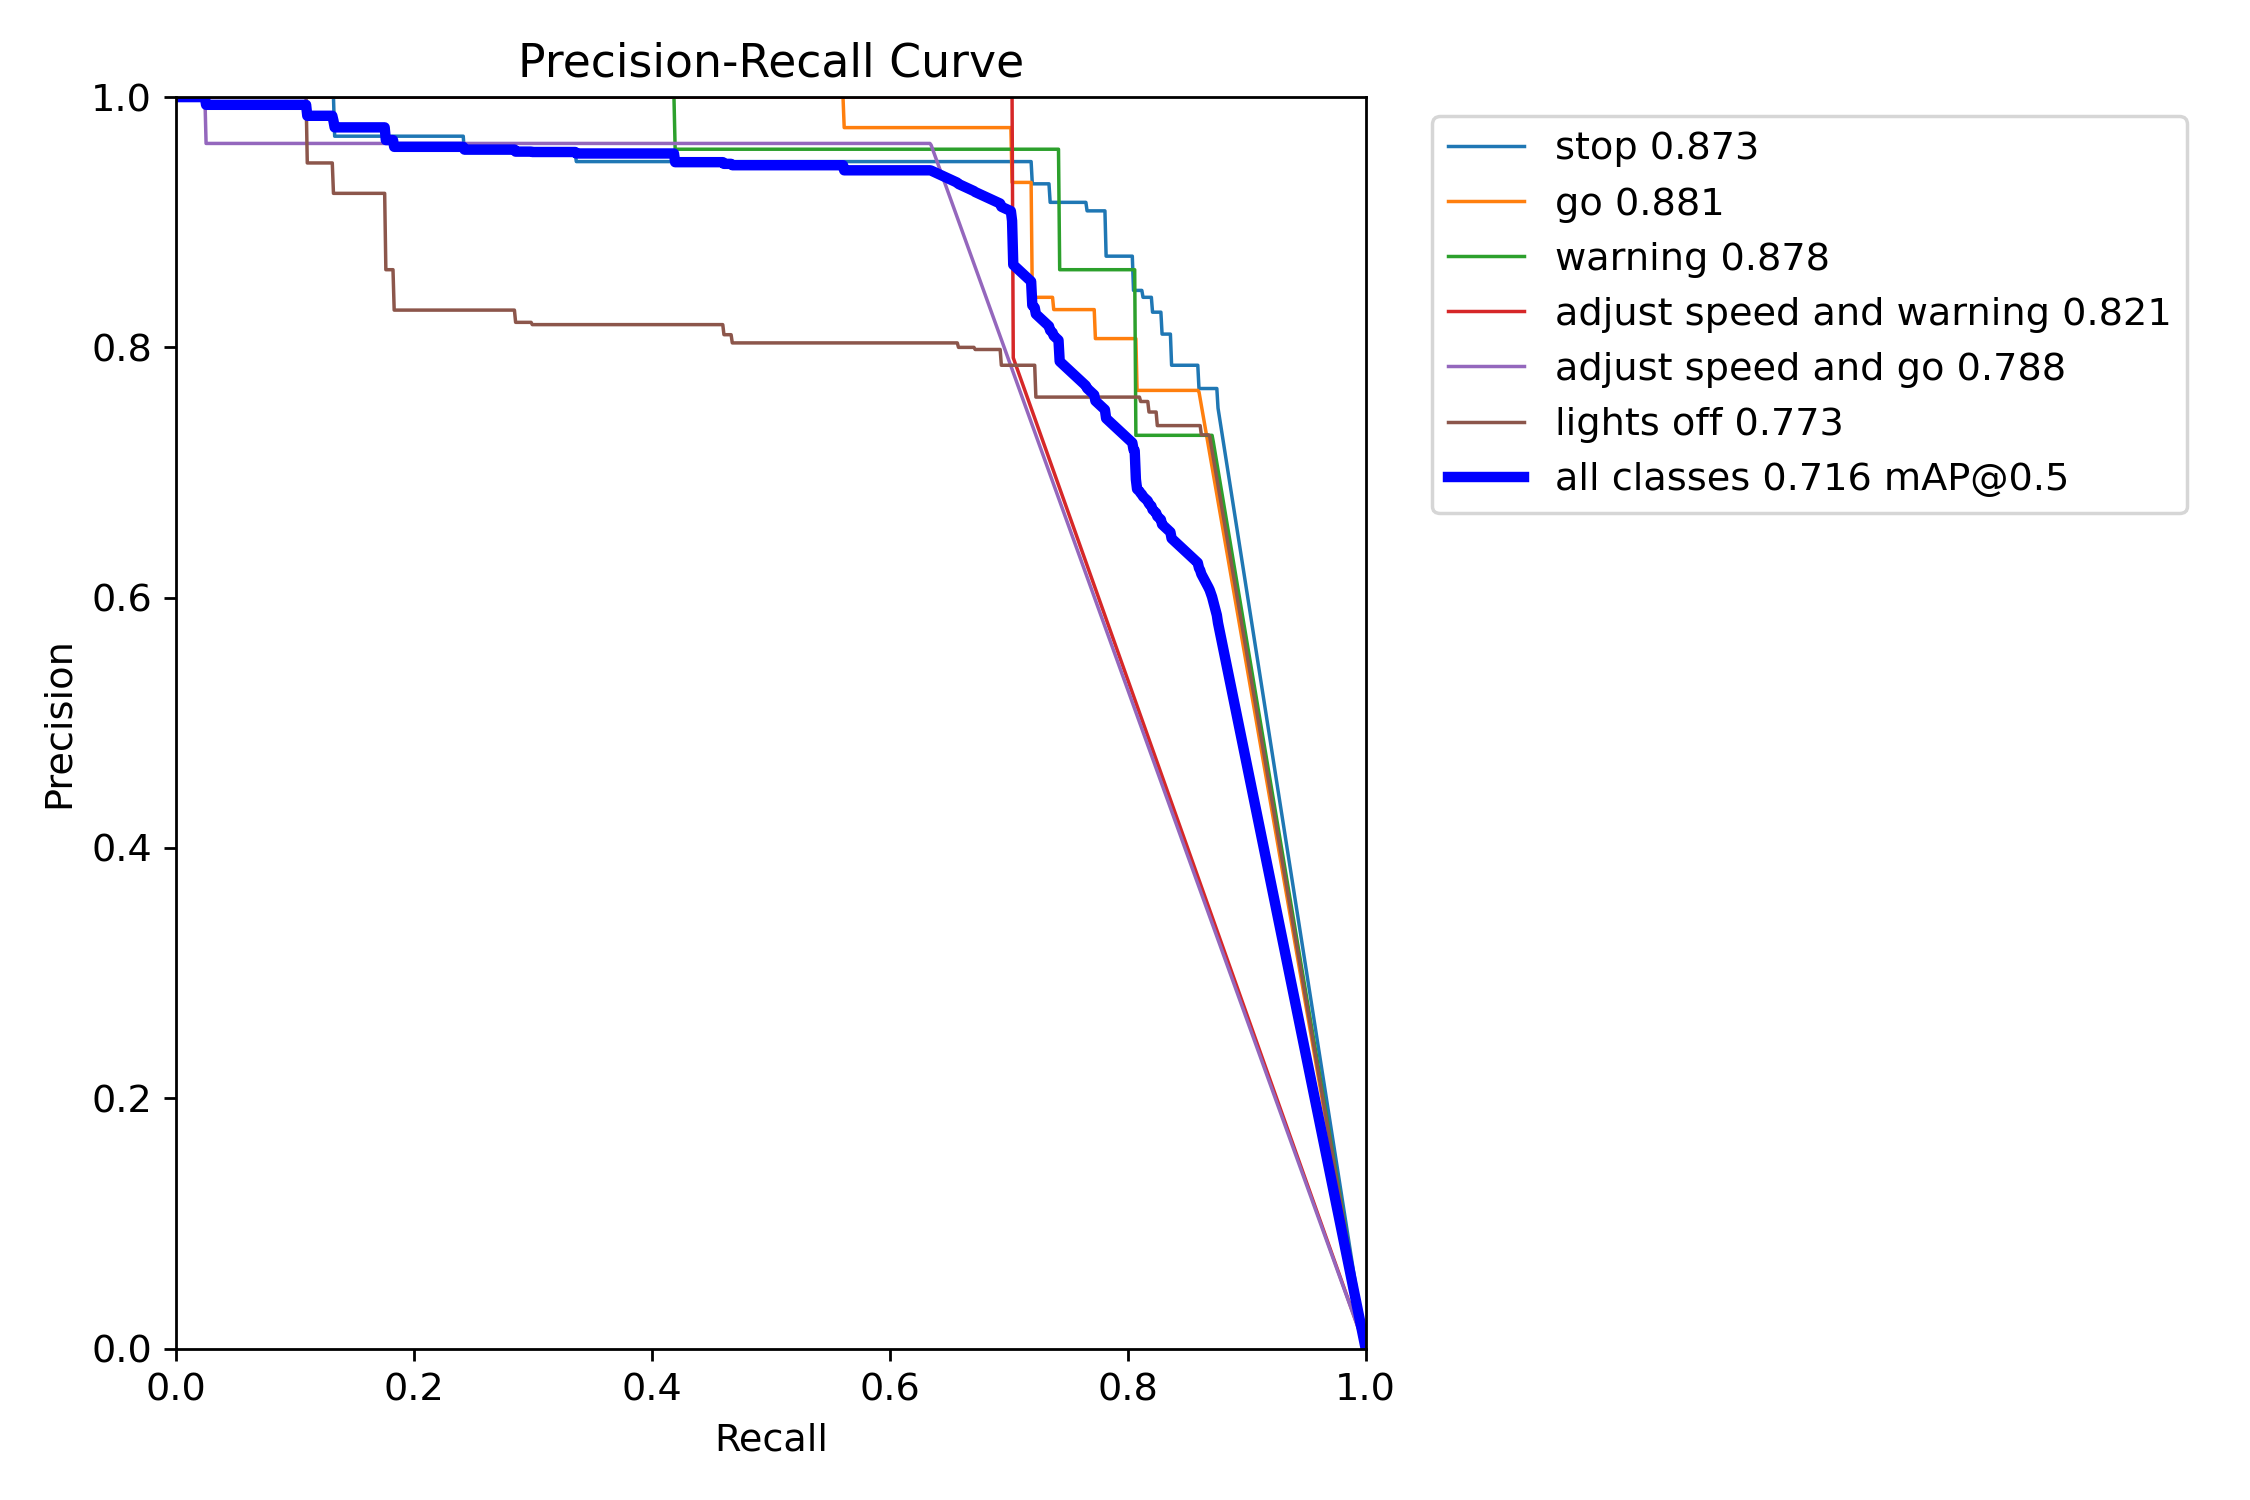 Precision-Recall Curve
1.0
0.8
0.6
0.4
0.2
0.0
Precision
0.0 0.2 0.4 0.6 0.8 1.0
Recall
stop 0.873
go 0.881
warning 0.878
adjust speed and warning 0.821
adjust speed and go 0.788
lights off 0.773
all classes 0.716 mAP@0.5